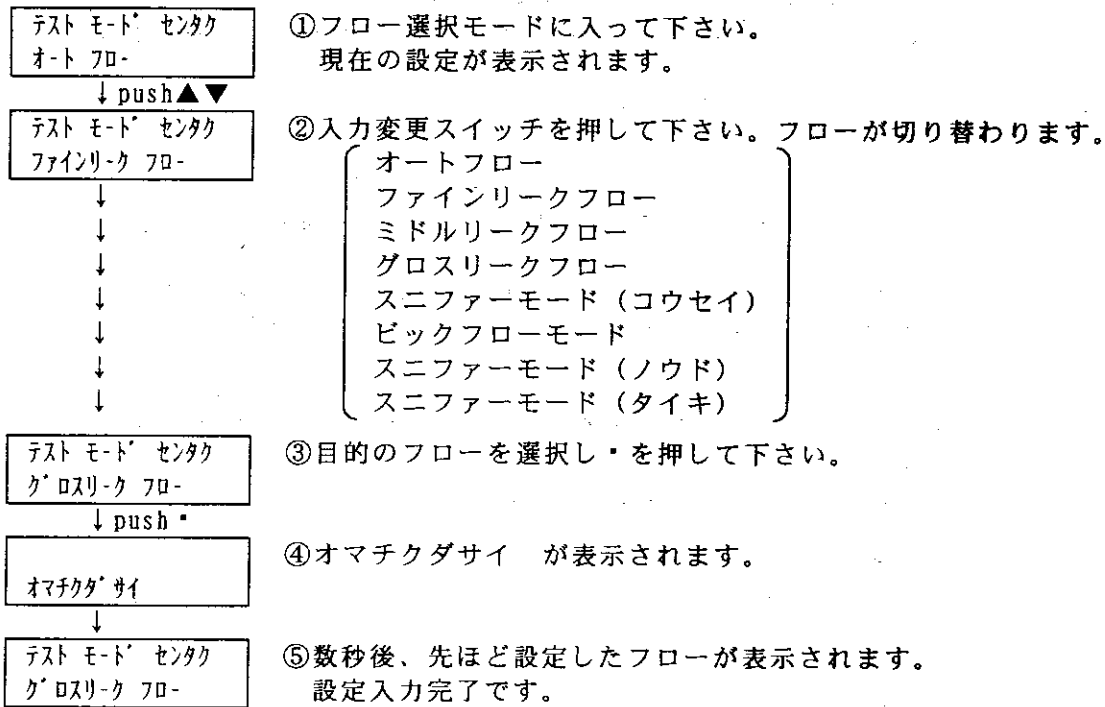 テスト モード センタク
オート フロー
①フロー選択モードに入って下さい。
現在の設定が表示されます。
↓ push▲▼
テスト モード センタク
ファインリーク フロー
②入力変更スイッチを押して下さい。フローが切り替わります。
オートフロー
ファインリークフロー
ミドルリークフロー
グロスリークフロー
スニファーモード（コウセイ）
ビックフローモード
スニファーモード（ノウド）
スニファーモード（タイキ）
↓
↓
↓
↓
↓
↓
↓
テスト モード センタク
グロスリーク フロー
③目的のフローを選択し▪を押して下さい。
↓ push ▪
オマチクダサイ
④オマチクダサイ　が表示されます。
↓
テスト モード センタク
グロスリーク フロー
⑤数秒後、先ほど設定したフローが表示されます。
設定入力完了です。